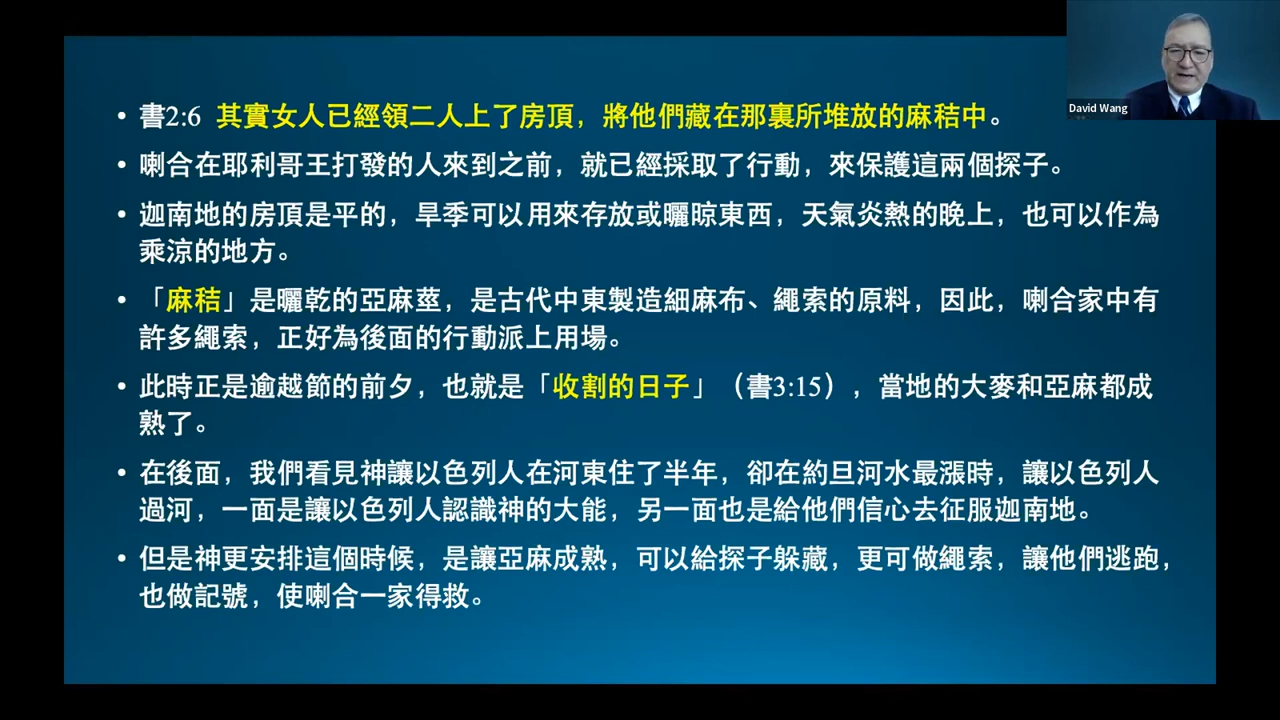 • 書2:6 其實女人已經領二人上了房頂，將他們藏在那裏所堆放的麻秸中。
• 喇合在耶利哥王打發的人來到之前，就已經採取了行動，來保護這兩個探子。
• 迦南地的房頂是平的，旱季可以用來存放或曬晾東西，天氣炎熱的晚上，也可以作為
乘涼的地方。
• 「麻秸」是曬乾的亞麻莖，是古代中東製造細麻布、繩索的原料，因此，喇合家中有
許多繩索，正好為後面的行動派上用場。
• 此時正是逾越節的前夕，也就是「收割的日子」（書3:15），當地的大麥和亞麻都成
熟了。
• 在後面，我們看見神讓以色列人在河東住了半年，卻在約旦河水最漲時，讓以色列人
過河，一面是讓以色列人認識神的大能，另一面也是給他們信心去征服迦南地。
• 但是神更安排這個時候，是讓亞麻成熟，可以給探子躲藏，更可做繩索，讓他們逃跑，
也做記號，使喇合一家得救。
David Wang